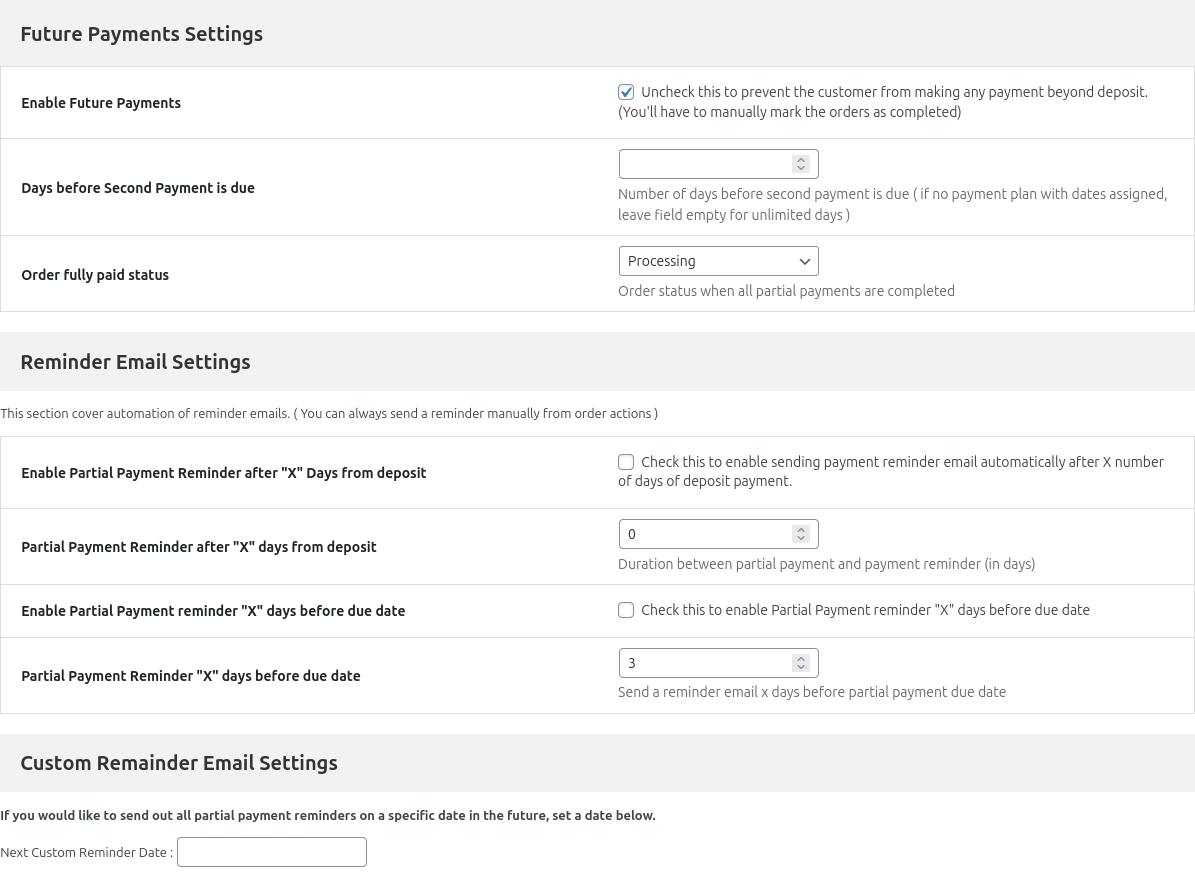 Future Payments Settings
Enable Future Payments
Uncheck this to prevent the customer from making any payment beyond deposit.
(You'll have to manually mark the orders as completed)
Days before Second Payment is due
Number of days before second payment is due ( if no payment plan with dates assigned,
leave field empty for unlimited days )
Order fully paid status
Processing
Order status when all partial payments are completed
Reminder Email Settings
This section cover automation of reminder emails. ( You can always send a reminder manually from order actions )
Enable Partial Payment Reminder after "X" Days from deposit
Check this to enable sending payment reminder email automatically after X number
of days of deposit payment.
Partial Payment Reminder after "X" days from deposit
0
Duration between partial payment and payment reminder (in days)
Enable Partial Payment reminder "X" days before due date
Check this to enable Partial Payment reminder "X" days before due date
Partial Payment Reminder "X" days before due date
3
Send a reminder email x days before partial payment due date
Custom Remainder Email Settings
If you would like to send out all partial payment reminders on a specific date in the future, set a date below.
Next Custom Reminder Date :